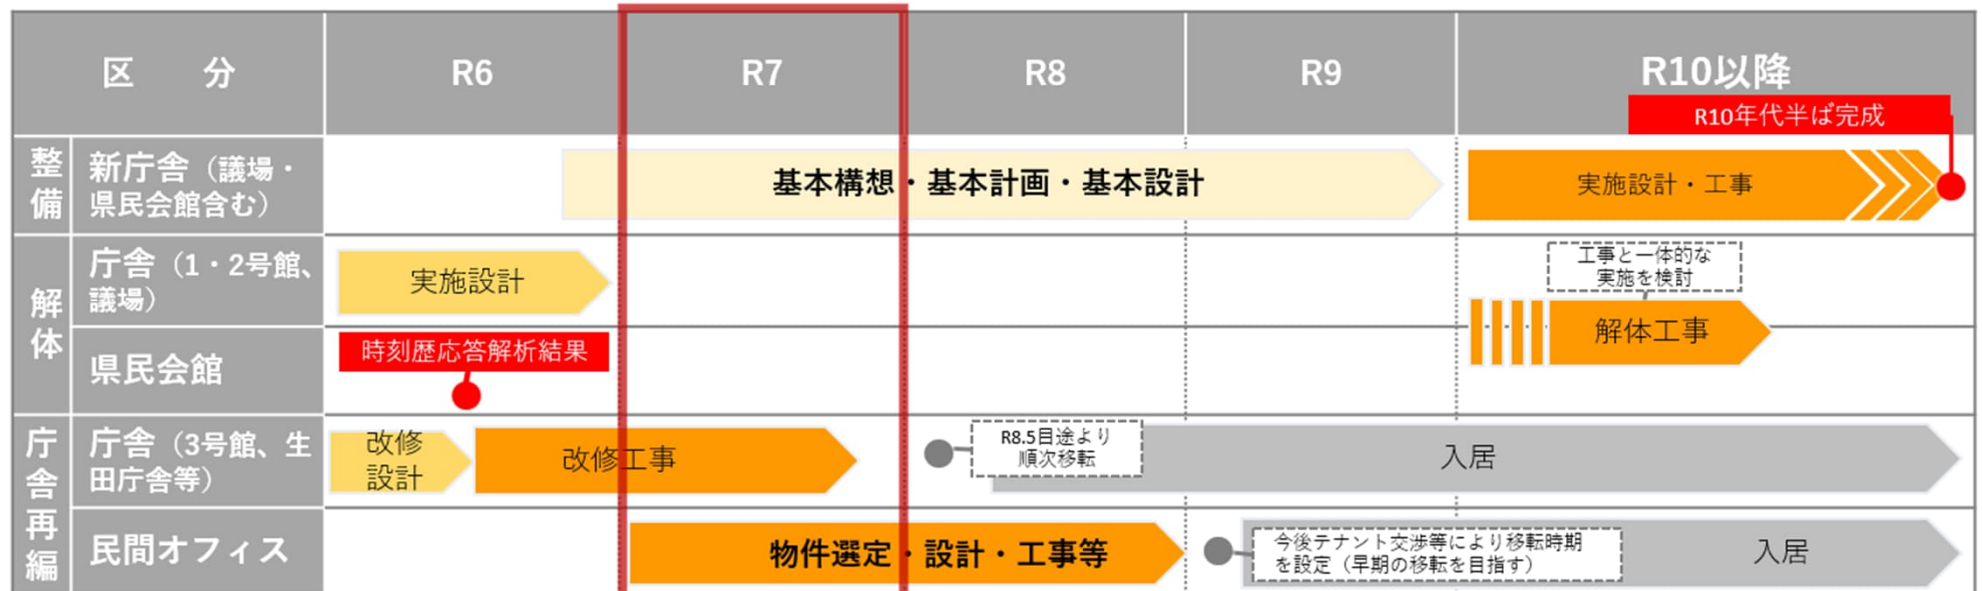 区　分
R6
R7
R8
R9
R10以降
R10年代半ば完成
整備
新庁舎（議場・
県民会館含む）
基本構想・基本計画・基本設計
実施設計・工事
解体
庁舎（1・2号館、
議場）
実施設計
工事と一体的な
実施を検討
解体工事
県民会館
時刻歴応答解析結果
庁舎再編
庁舎（3号館、生
田庁舎等）
改修
設計
改修工事
R8.5目途より
順次移転
入居
民間オフィス
物件選定・設計・工事等
今後テナント交渉等により移転時期
を設定（早期の移転を目指す）
入居